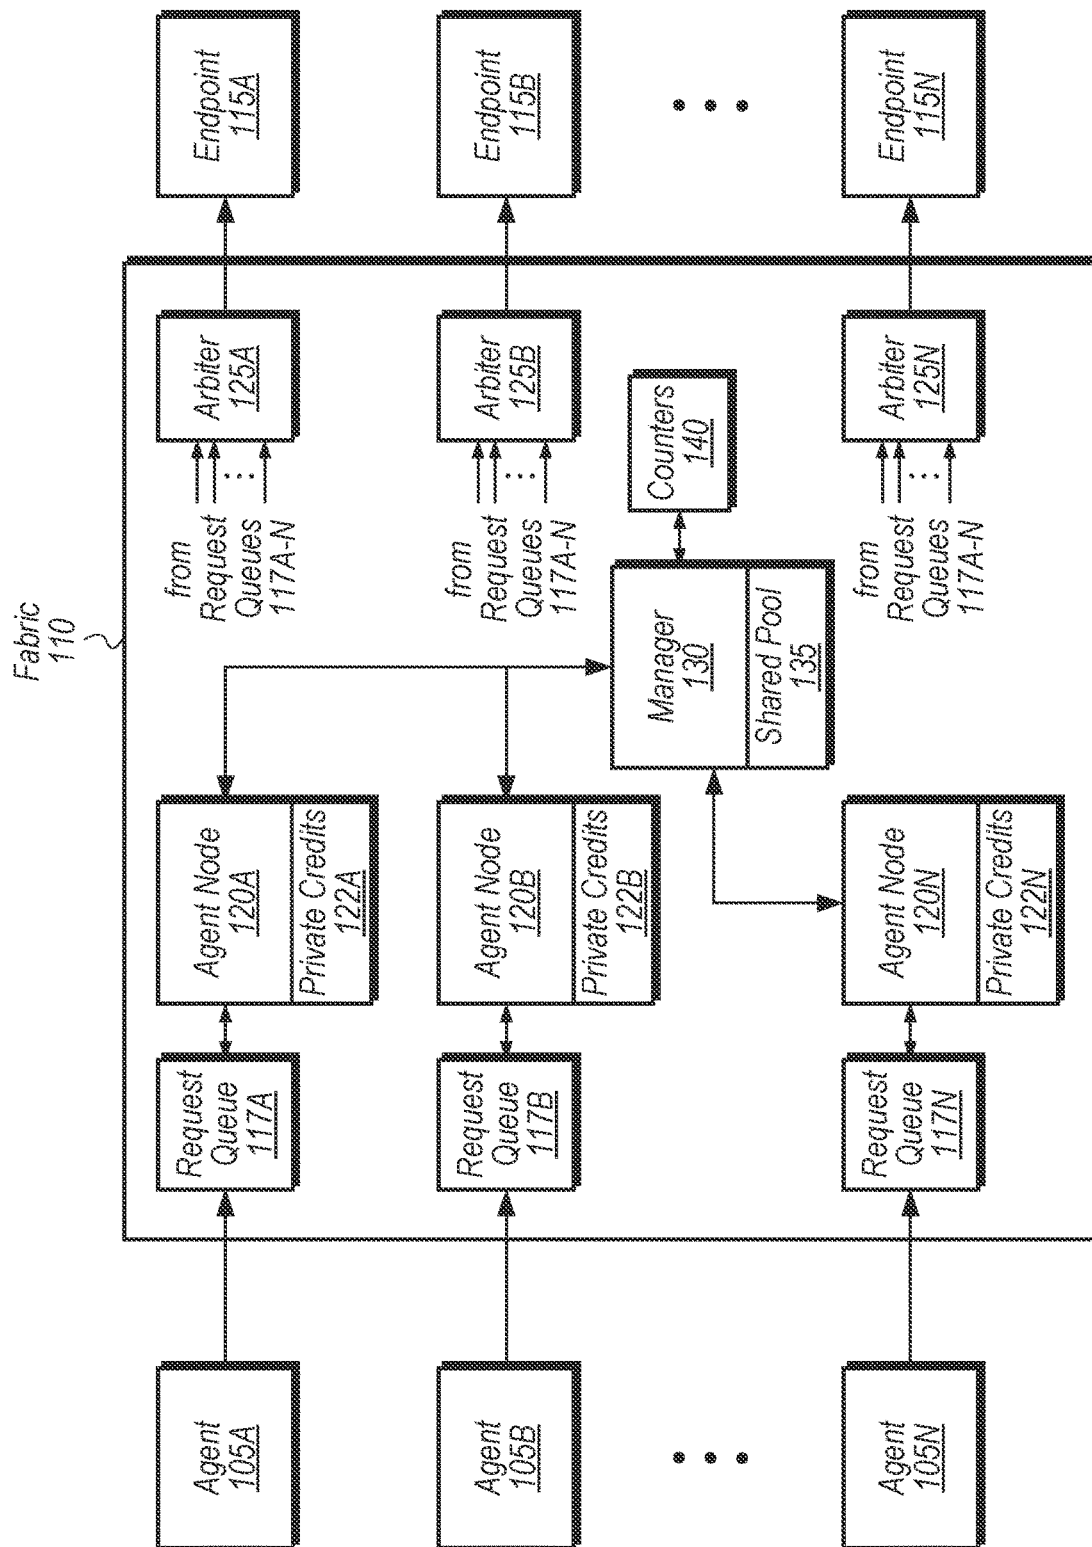 Fabric
110
Agent
105A
Request
Queue
117A
Agent Node
120A
Private Credits
122A
from
Request
Queues
117A-N
Arbiter
125A
Endpoint
115A
Agent
105B
Request
Queue
117B
Agent Node
120B
Private Credits
122B
from
Request
Queues
117A-N
Arbiter
125B
Endpoint
115B
Manager
130
Shared Pool
135
Counters
140
Agent
105N
Request
Queue
117N
Agent Node
120N
Private Credits
122N
from
Request
Queues
117A-N
Arbiter
125N
Endpoint
115N